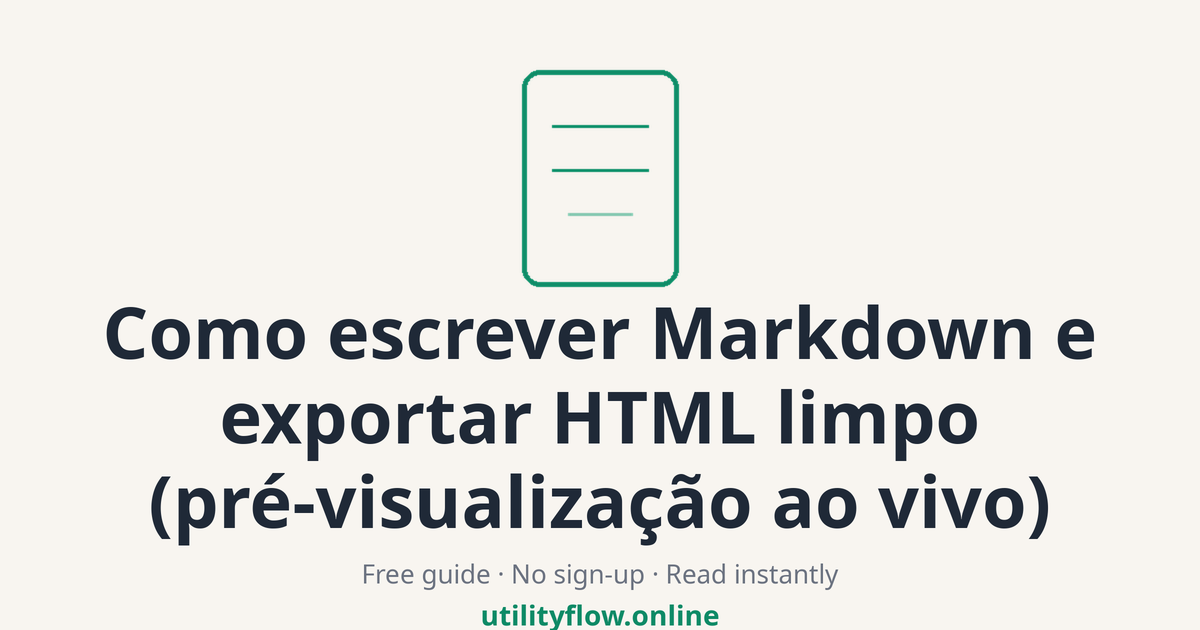 Como escrever Markdown e
exportar HTML limpo
(pré-visualização ao vivo)
Free guide · No sign-up · Read instantly
utilityflow.online